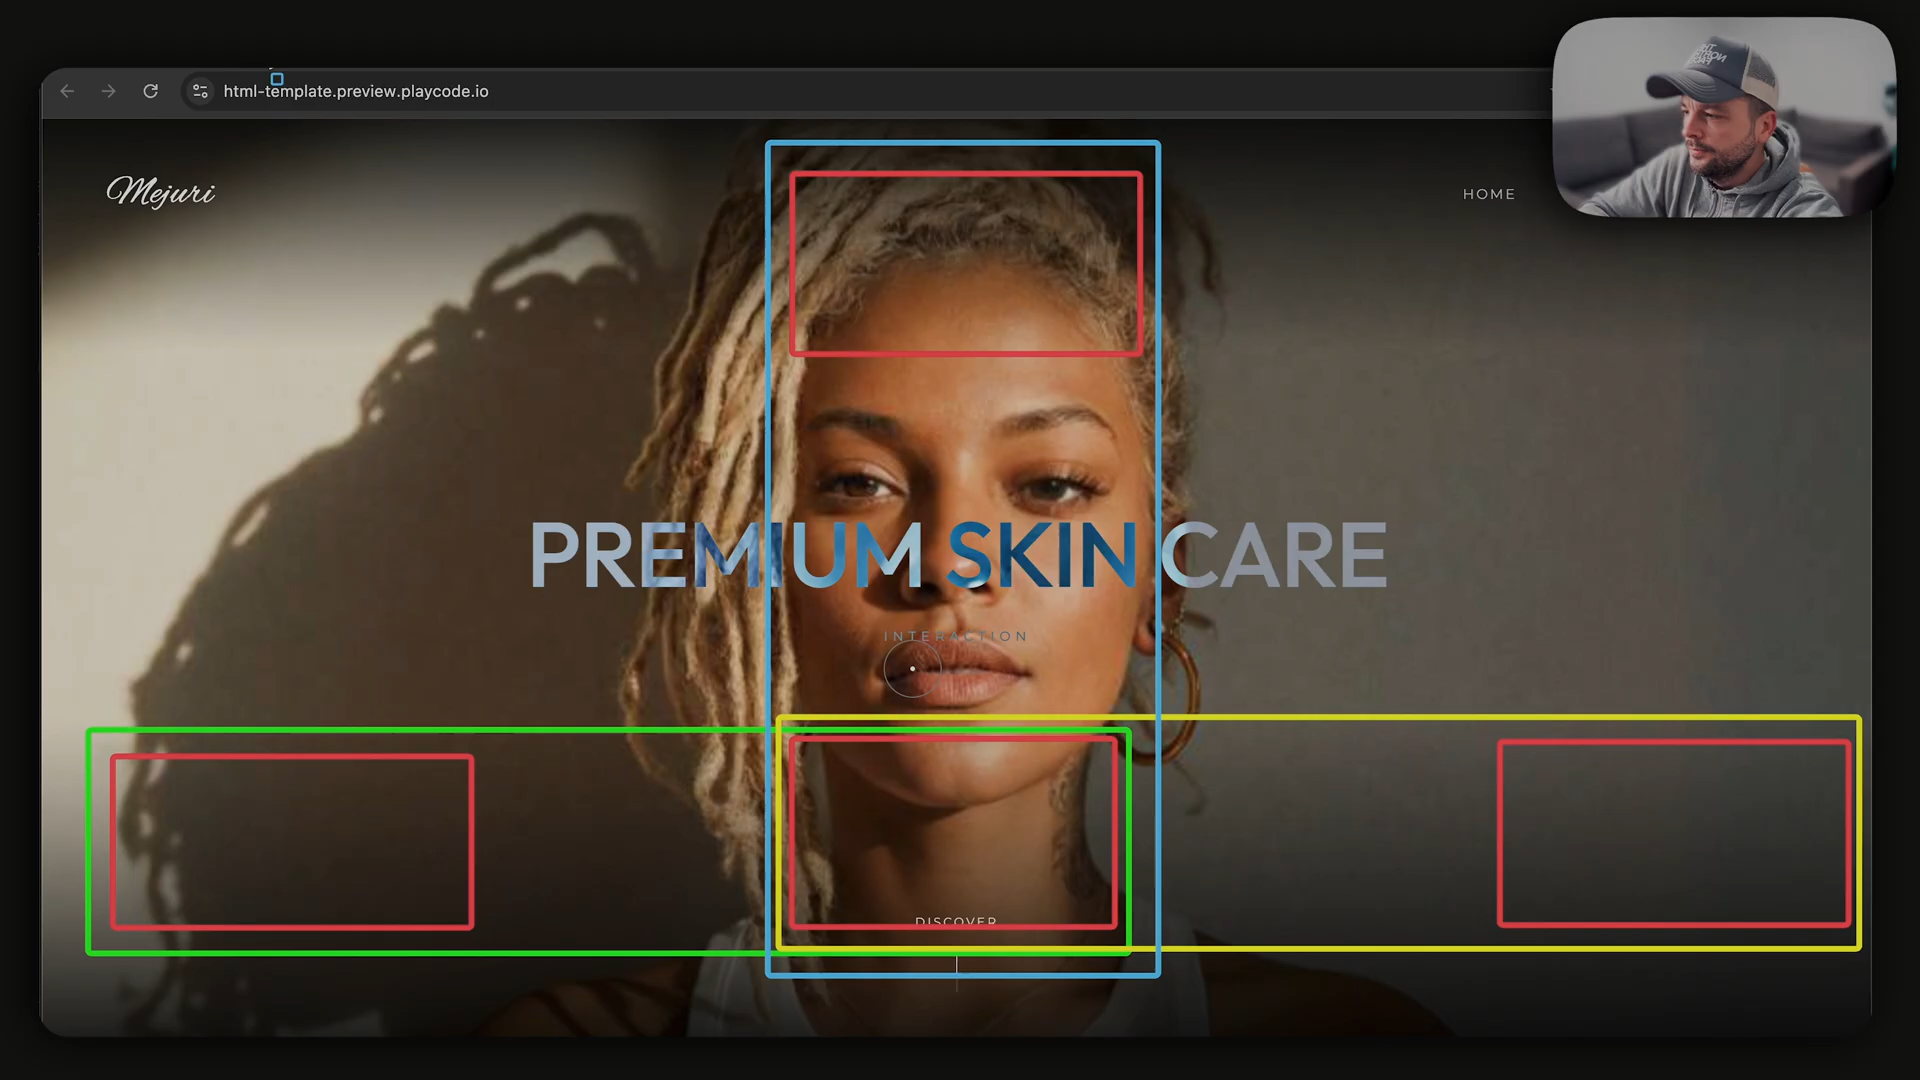 html-template.preview.playcode.io
Mejuri
HOME
PREMIUM SKIN CARE
INTERACTION
DISCOVER